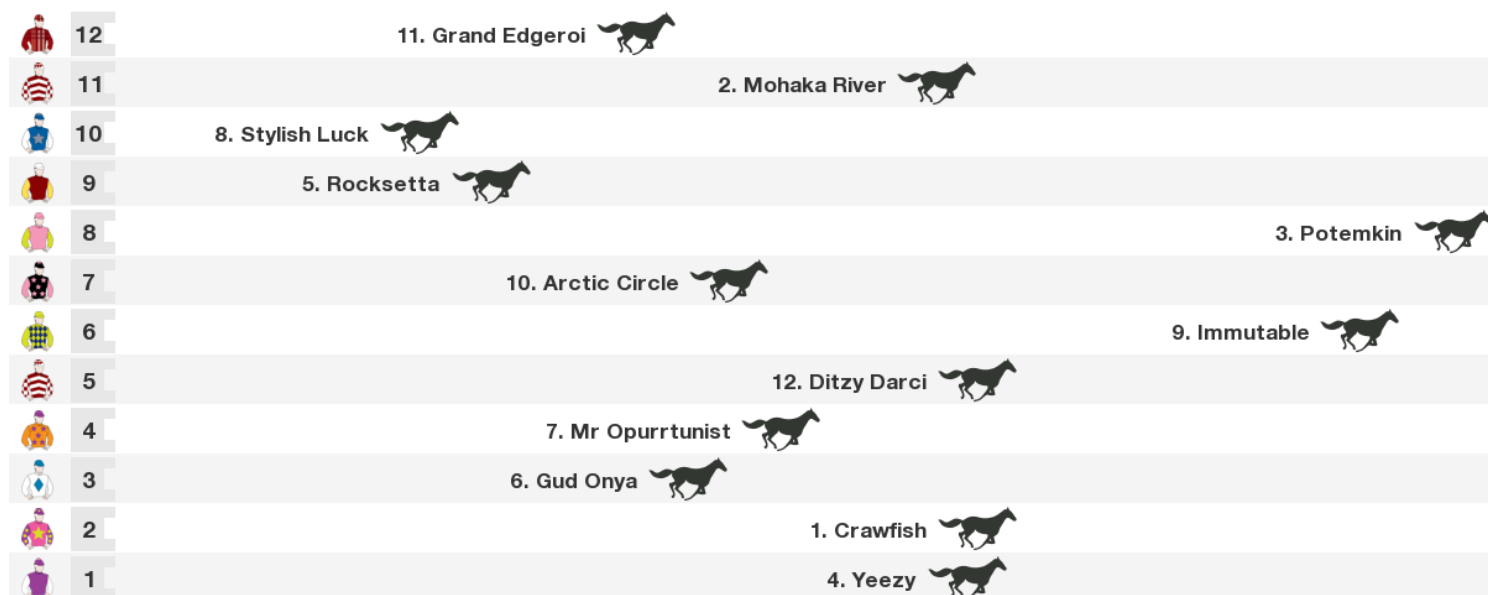 12 11. Grand Edgeroi
11 2. Mohaka River
10 8. Stylish Luck
9 5. Rocksetta
8 3. Potemkin
7 10. Arctic Circle
6 9. Immutable
5 12. Ditzy Darci
4 7. Mr Opurrtunist
3 6. Gud Onya
2 1. Crawfish
1 4. Yeezy